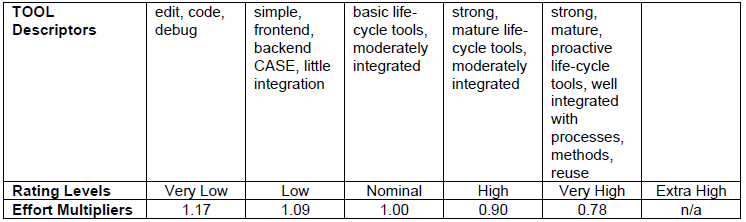 TOOL
Descriptors
edit, code,
debug
simple,
frontend,
backend
CASE, little
integration
basic life-
cycle tools,
moderately
integrated
strong,
mature life-
cycle tools,
moderately
integrated
strong,
mature,
proactive
life-cycle
tools, well
integrated
with
processes,
methods,
reuse
Rating Levels Very Low Low Nominal High Very High Extra High
Effort Multipliers 1.17 1.09 1.00 0.90 0.78 n/a